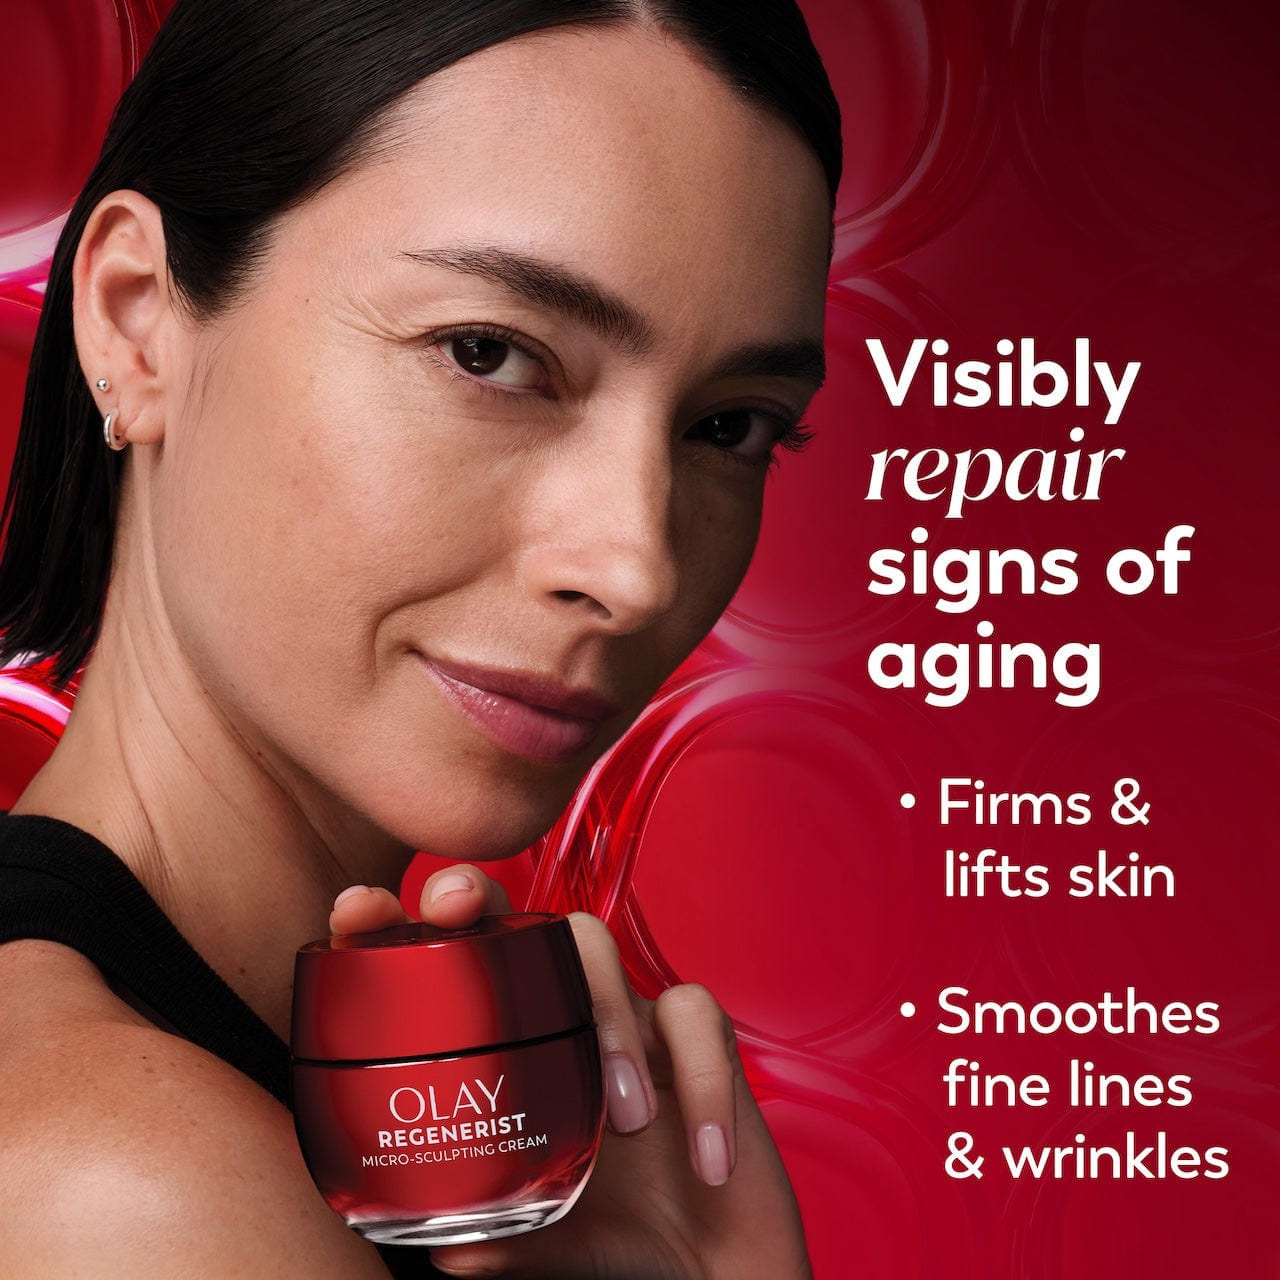 Visibly
repair
signs of
aging
• Firms &
lifts skin
• Smoothes
fine lines
& wrinkles
OLAY
REGENERIST
MICRO-SCULPTING CREAM